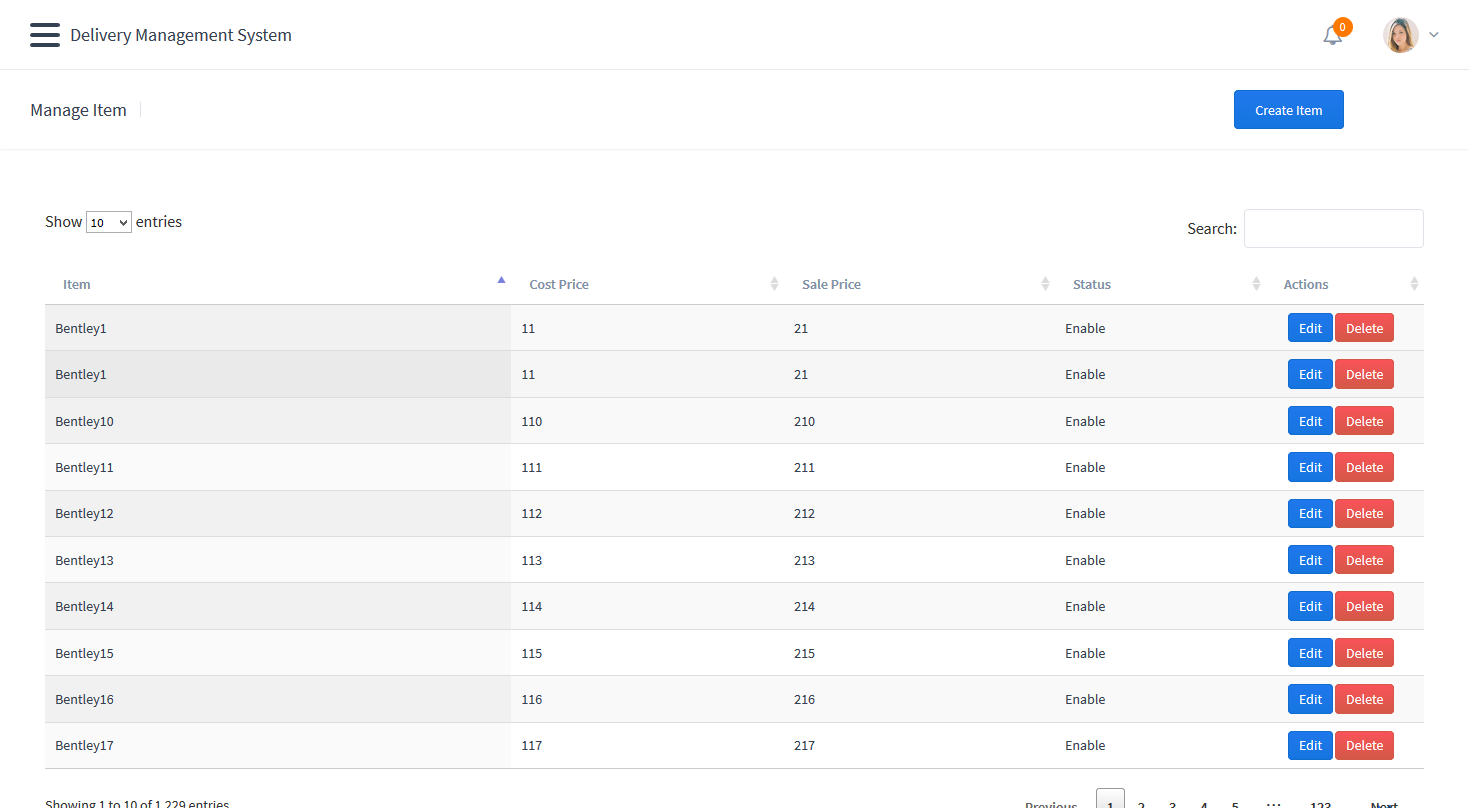 Delivery Management System 0
Manage Item Create Item
Show 10 entries Search:
Item Cost Price Sale Price Status Actions
Bentley1 11 21 Enable Edit Delete
Bentley1 11 21 Enable Edit Delete
Bentley10 110 210 Enable Edit Delete
Bentley11 111 211 Enable Edit Delete
Bentley12 112 212 Enable Edit Delete
Bentley13 113 213 Enable Edit Delete
Bentley14 114 214 Enable Edit Delete
Bentley15 115 215 Enable Edit Delete
Bentley16 116 216 Enable Edit Delete
Bentley17 117 217 Enable Edit Delete
Showing 1 to 10 of 1,229 entries Previous 1 2 3 4 5 … 123 Next